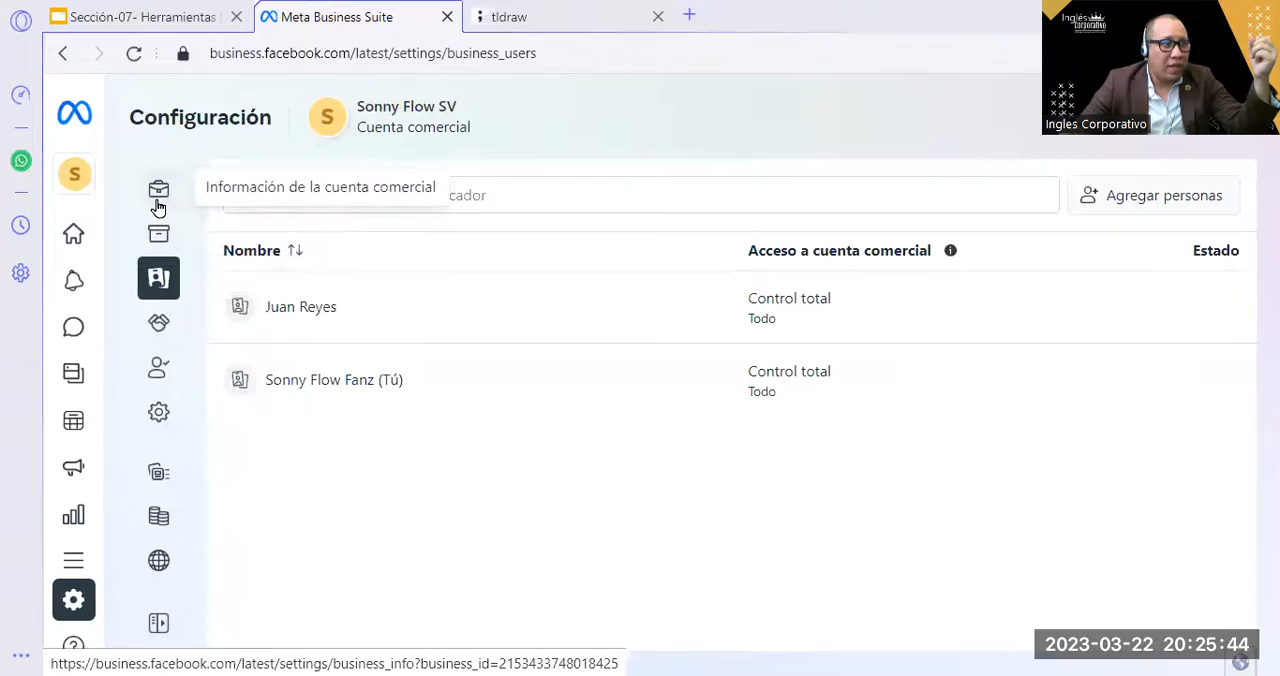 Sección-07- Herramientas
Meta Business Suite
tldraw
business.facebook.com/latest/settings/business_users
Inglés
Corporativo
Ingles Corporativo
Configuración
S
Sonny Flow SV
Cuenta comercial
S
Información de la cuenta comercial
cador
Agregar personas
Nombre
Acceso a cuenta comercial
Estado
Juan Reyes
Control total
Todo
Sonny Flow Fanz (Tú)
Control total
Todo
2023-03-22 20:25:44
https://business.facebook.com/latest/settings/business_info?business_id=2153433748018425